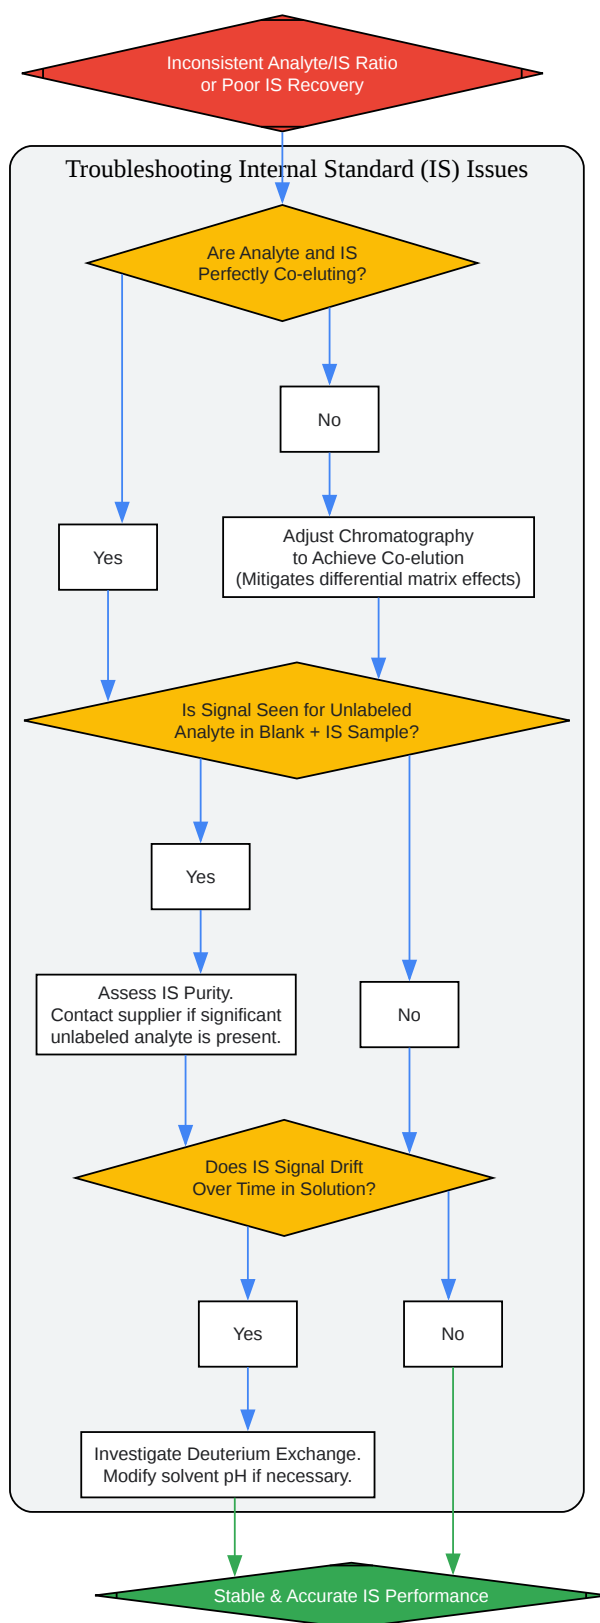 Inconsistent Analyte/IS Ratio
or Poor IS Recovery
Troubleshooting Internal Standard (IS) Issues
Are Analyte and IS
Perfectly Co-eluting?
No
Yes
Adjust Chromatography
to Achieve Co-elution
(Mitigates differential matrix effects)
Is Signal Seen for Unlabeled
Analyte in Blank + IS Sample?
Yes
Assess IS Purity.
Contact supplier if significant
unlabeled analyte is present.
No
Does IS Signal Drift
Over Time in Solution?
Yes
No
Investigate Deuterium Exchange.
Modify solvent pH if necessary.
Stable & Accurate IS Performance